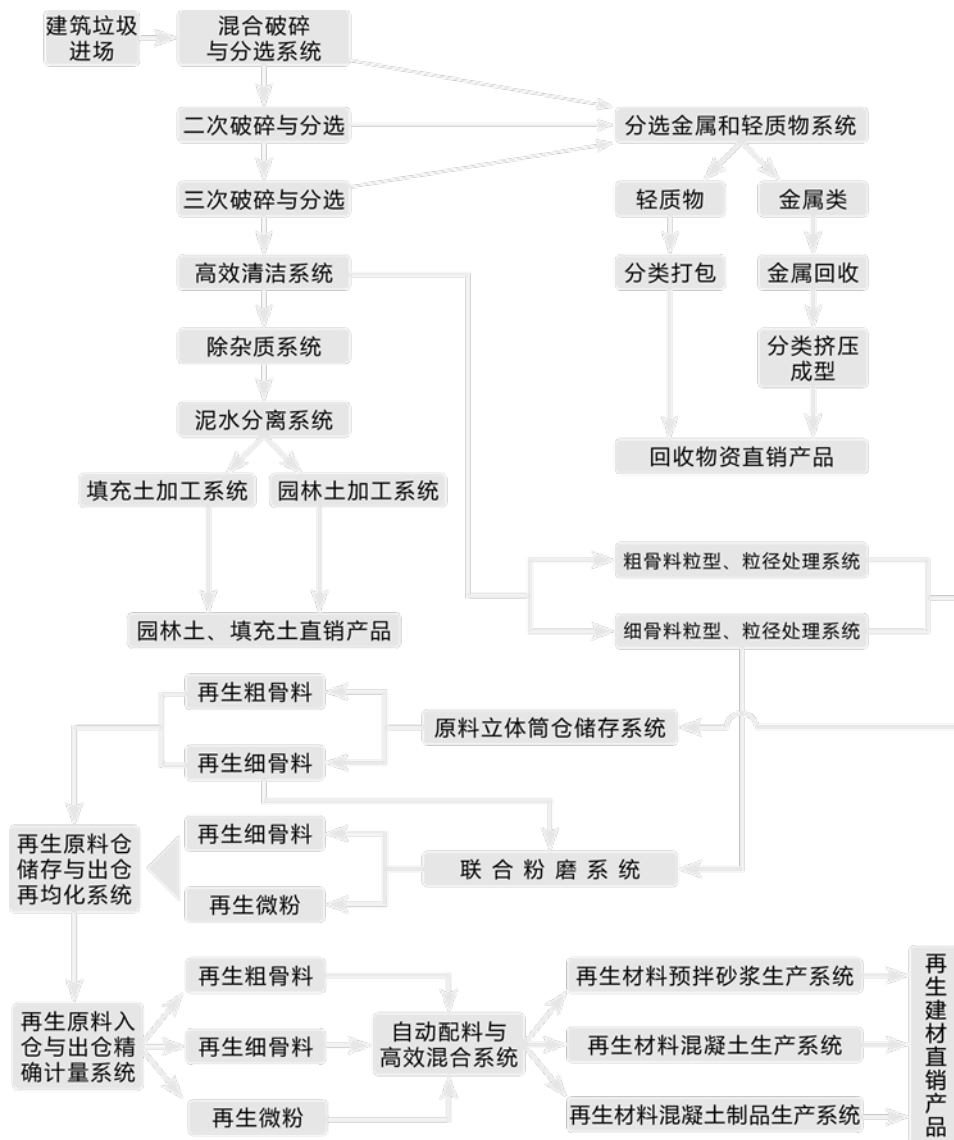 建筑垃圾
进场
混合破碎
与分选系统
二次破碎与分选
分选金属和轻质物系统
三次破碎与分选
轻质物
金属类
高效清洁系统
分类打包
金属回收
除杂质系统
分类挤压
成型
泥水分离系统
回收物资直销产品
填充土加工系统
园林土加工系统
粗骨料粒型、粒径处理系统
园林土、填充土直销产品
细骨料粒型、粒径处理系统
再生粗骨料
原料立体筒仓储存系统
再生细骨料
再生原料仓
储存与出仓
再均化系统
再生细骨料
联合粉磨系统
再生微粉
再生粗骨料
再生材料预拌砂浆生产系统
再生建材直销产品
再生原料入
仓与出仓精
确计量系统
再生细骨料
自动配料与
高效混合系统
再生材料混凝土生产系统
再生微粉
再生材料混凝土制品生产系统